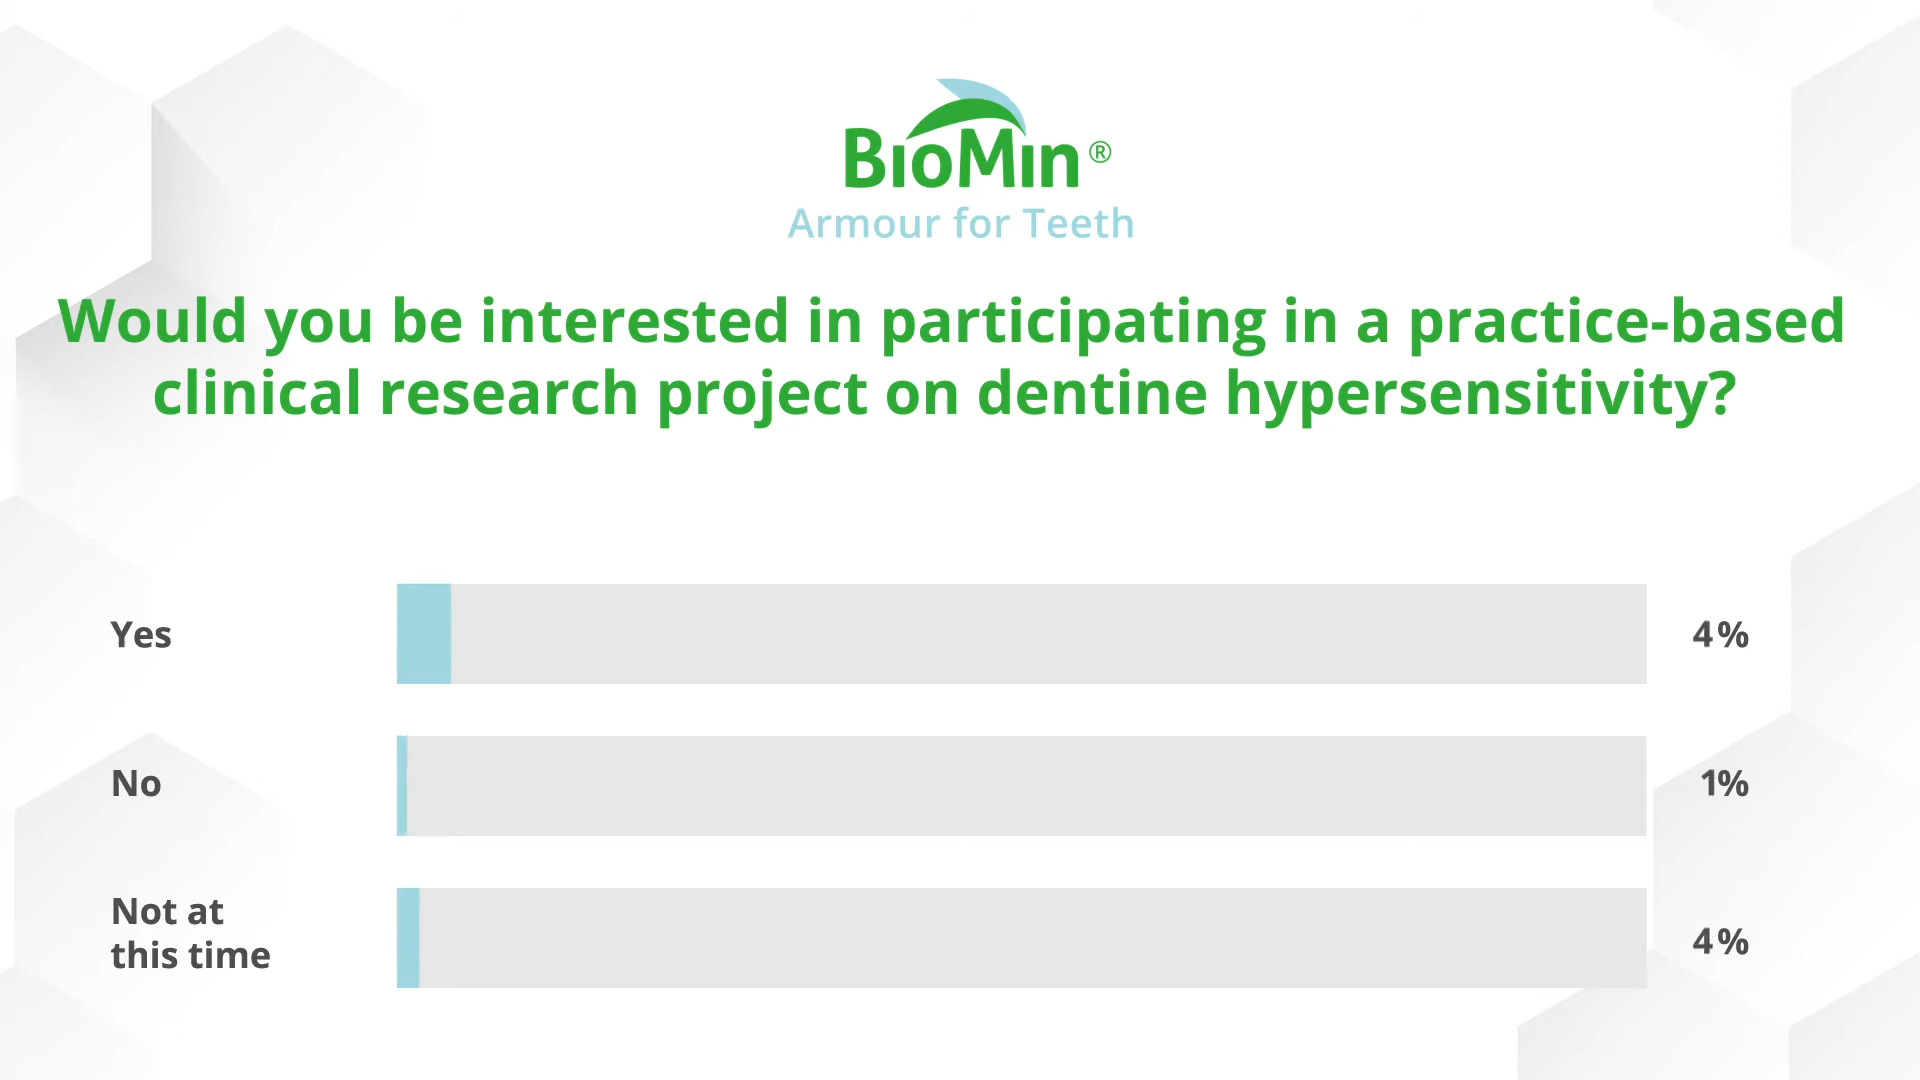 BioMin®
Armour for Teeth
Would you be interested in participating in a practice-based
clinical research project on dentine hypersensitivity?
Yes
4%
No
1%
Not at
this time
4%